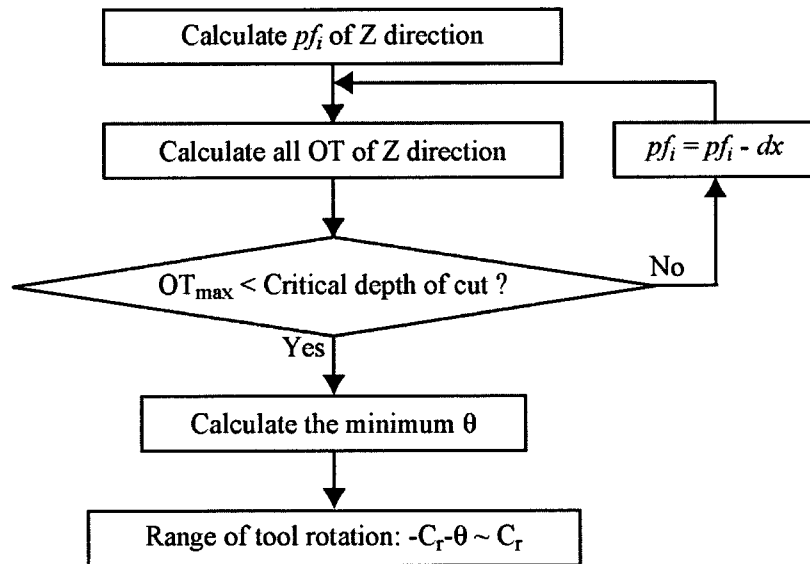 Calculate pfᵢ of Z direction
Calculate all OT of Z direction
pfᵢ = pfᵢ - dx
OTmax < Critical depth of cut ?
No
Yes
Calculate the minimum θ
Range of tool rotation: -Cr-θ ~ Cr